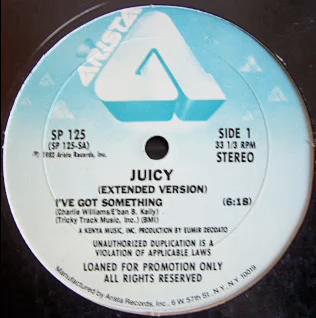 ARISTA
SP 125
(SP 125-SA)
℗ 1982 Arista Records, Inc.
SIDE 1
33 1/3 RPM
STEREO
JUICY
(EXTENDED VERSION)
I'VE GOT SOMETHING (6:18)
(Charlie Williams/E'ban B. Kelly)
(Tricky Track Music, Inc.) (BMI)
A KENYA MUSIC, INC. PRODUCTION BY EUMIR DEODATO
UNAUTHORIZED DUPLICATION IS A
VIOLATION OF APPLICABLE LAWS
LOANED FOR PROMOTION ONLY
ALL RIGHTS RESERVED
Manufactured by Arista Records, Inc., 6 W 57th St., N.Y., N.Y. 10019